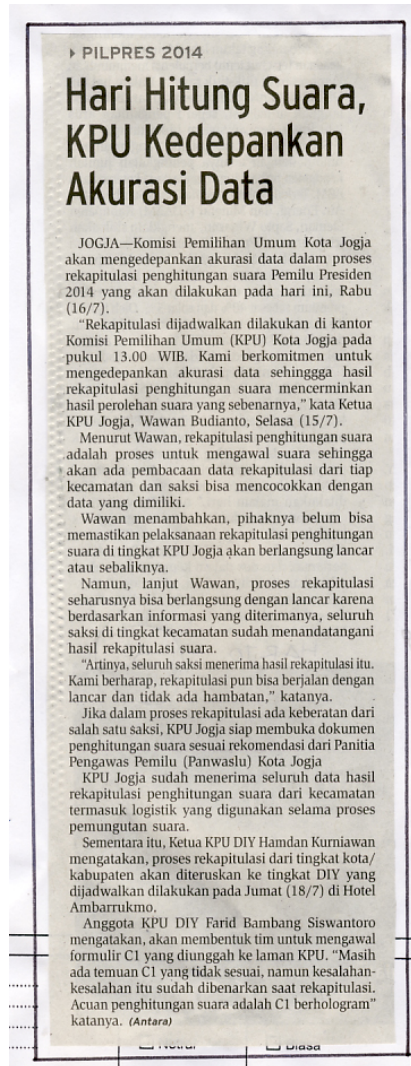 ▸ PILPRES 2014
Hari Hitung Suara,
KPU Kedepankan
Akurasi Data
JOGJA—Komisi Pemilihan Umum Kota Jogja
akan mengedepankan akurasi data dalam proses
rekapitulasi penghitungan suara Pemilu Presiden
2014 yang akan dilakukan pada hari ini, Rabu
(16/7).
“Rekapitulasi dijadwalkan dilakukan di kantor
Komisi Pemilihan Umum (KPU) Kota Jogja pada
pukul 13.00 WIB. Kami berkomitmen untuk
mengedepankan akurasi data sehinggga hasil
rekapitulasi penghitungan suara mencerminkan
hasil perolehan suara yang sebenarnya,” kata Ketua
KPU Jogja, Wawan Budianto, Selasa (15/7).
Menurut Wawan, rekapitulasi penghitungan suara
adalah proses untuk mengawal suara sehingga
akan ada pembacaan data rekapitulasi dari tiap
kecamatan dan saksi bisa mencocokkan dengan
data yang dimiliki.
Wawan menambahkan, pihaknya belum bisa
memastikan pelaksanaan rekapitulasi penghitungan
suara di tingkat KPU Jogja akan berlangsung lancar
atau sebaliknya.
Namun, lanjut Wawan, proses rekapitulasi
seharusnya bisa berlangsung dengan lancar karena
berdasarkan informasi yang diterimanya, seluruh
saksi di tingkat kecamatan sudah menandatangani
hasil rekapitulasi suara.
“Artinya, seluruh saksi menerima hasil rekapitulasi itu.
Kami berharap, rekapitulasi pun bisa berjalan dengan
lancar dan tidak ada hambatan,” katanya.
Jika dalam proses rekapitulasi ada keberatan dari
salah satu saksi, KPU Jogja siap membuka dokumen
penghitungan suara sesuai rekomendasi dari Panitia
Pengawas Pemilu (Panwaslu) Kota Jogja
KPU Jogja sudah menerima seluruh data hasil
rekapitulasi penghitungan suara dari kecamatan
termasuk logistik yang digunakan selama proses
pemungutan suara.
Sementara itu, Ketua KPU DIY Hamdan Kurniawan
mengatakan, proses rekapitulasi dari tingkat kota/
kabupaten akan diteruskan ke tingkat DIY yang
dijadwalkan dilakukan pada Jumat (18/7) di Hotel
Ambarrukmo.
Anggota KPU DIY Farid Bambang Siswantoro
mengatakan, akan membentuk tim untuk mengawal
formulir C1 yang diunggah ke laman KPU. “Masih
ada temuan C1 yang tidak sesuai, namun kesalahan-
kesalahan itu sudah dibenarkan saat rekapitulasi.
Acuan penghitungan suara adalah C1 berhologram”
katanya. (Antara)